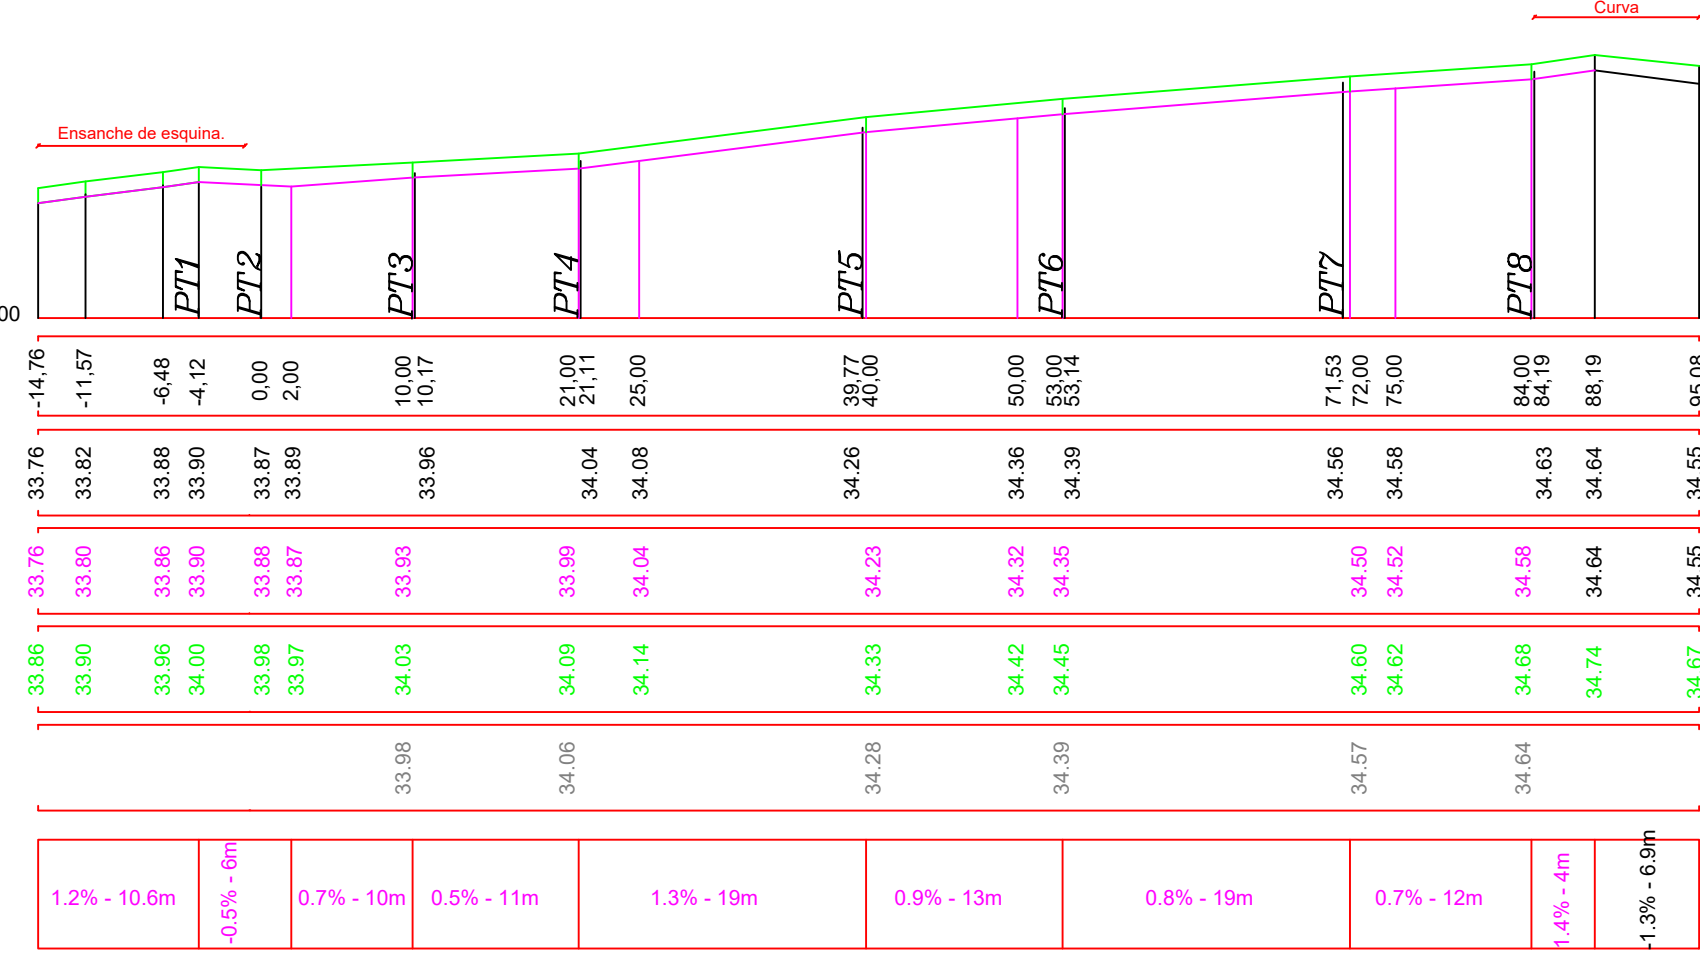 Curva
Ensanche de esquina.
PT1 PT2 PT3 PT4 PT5 PT6 PT7 PT8
00
-14,76 -11,57 -6,48 -4,12 0,00 2,00 10,00 10,17 21,00 21,11 25,00 39,77 40,00 50,00 53,00 53,14 71,53 72,00 75,00 84,00 84,19 88,19 95,08
33.76 33.82 33.88 33.90 33.87 33.89 33.96 34.04 34.08 34.26 34.36 34.39 34.56 34.58 34.63 34.64 34.55
33.76 33.80 33.86 33.90 33.88 33.87 33.93 33.99 34.04 34.23 34.32 34.35 34.50 34.52 34.58 34.64 34.55
33.86 33.90 33.96 34.00 33.98 33.97 34.03 34.09 34.14 34.33 34.42 34.45 34.60 34.62 34.68 34.74 34.67
33.98 34.06 34.28 34.39 34.57 34.64
1.2% - 10.6m -0.5% - 6m 0.7% - 10m 0.5% - 11m 1.3% - 19m 0.9% - 13m 0.8% - 19m 0.7% - 12m 1.4% - 4m -1.3% - 6.9m